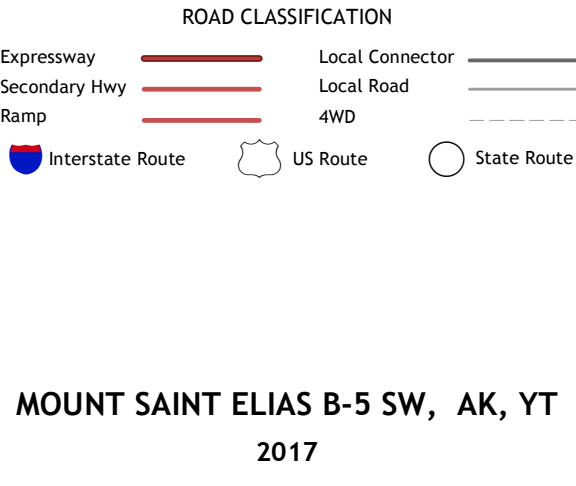 ROAD CLASSIFICATION
Expressway Local Connector
Secondary Hwy Local Road
Ramp 4WD
Interstate Route US Route State Route
MOUNT SAINT ELIAS B-5 SW, AK, YT
2017